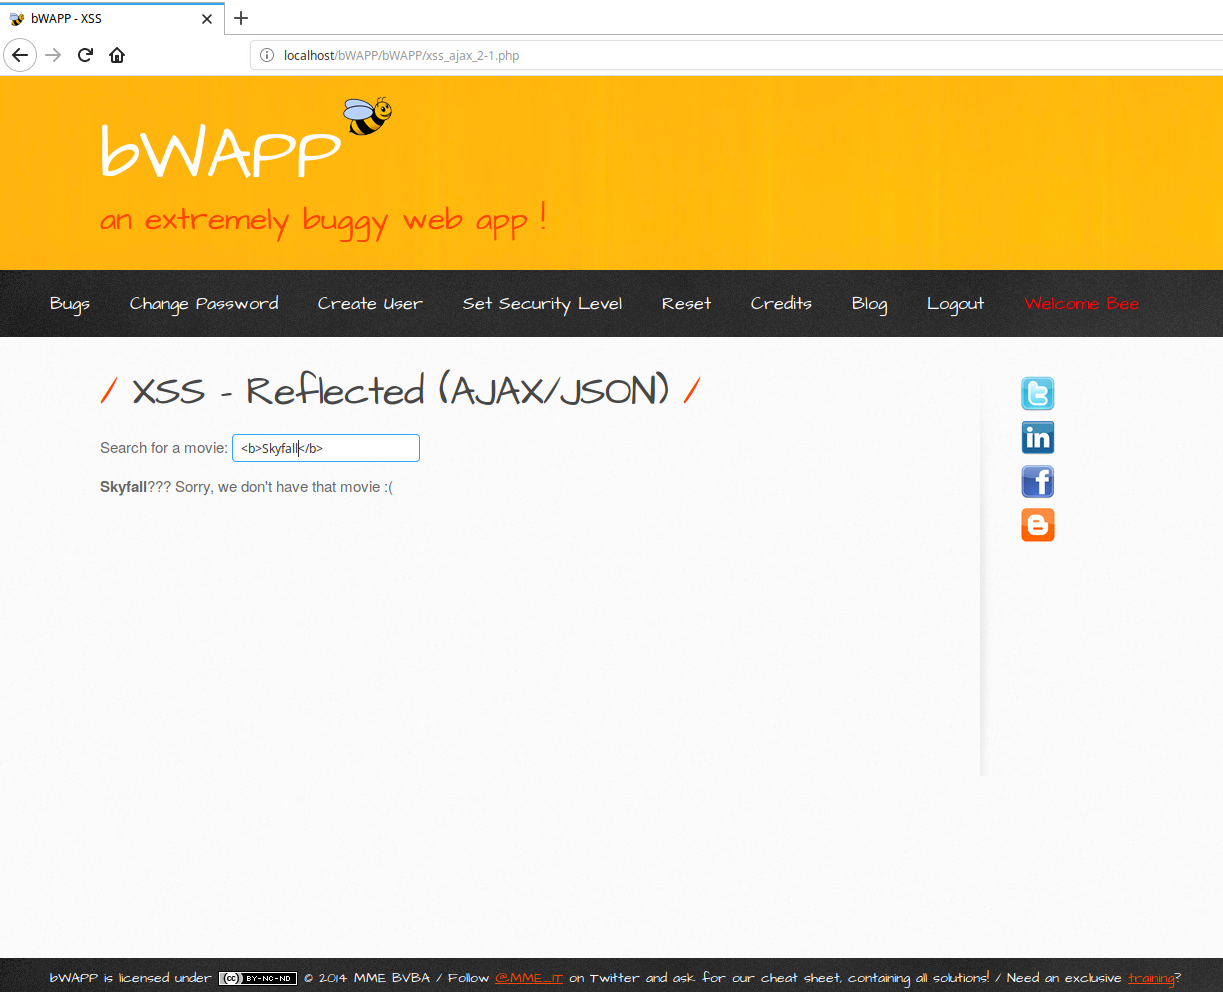 bWAPP - XSS
localhost/bWAPP/bWAPP/xss_ajax_2-1.php
bWAPP
an extremely buggy web app !
Bugs Change Password Create User Set Security Level Reset Credits Blog Logout Welcome Bee
/ XSS - Reflected (AJAX/JSON) /
Search for a movie: <b>Skyfall</b>
Skyfall??? Sorry, we don't have that movie :(
bWAPP is licensed under (cc) BY-NC-ND © 2014 MME BVBA / Follow @MME_IT on Twitter and ask for our cheat sheet, containing all solutions! / Need an exclusive training?